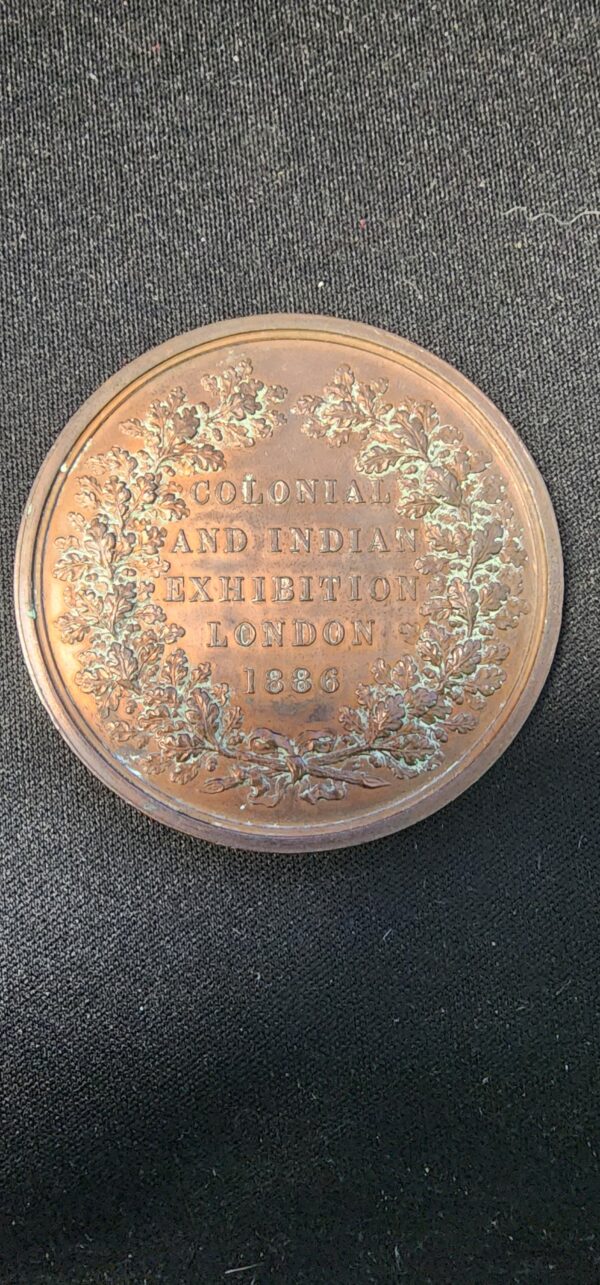 COLONIAL
AND INDIAN
EXHIBITION
LONDON
1886